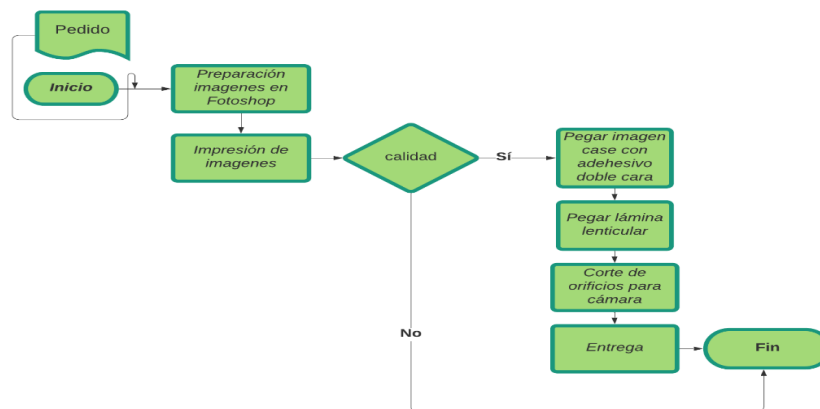 Pedido
Inicio
Preparación
imagenes en
Fotoshop
Impresión de
imagenes
calidad
Sí
Pegar imagen
case con
adehesivo
doble cara
Pegar lámina
lenticular
Corte de
orificios para
cámara
No
Entrega
Fin